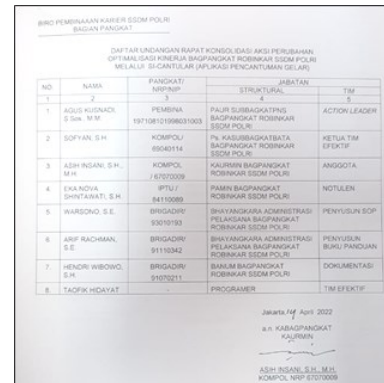 BIRO PEMBINAAN KARIER SSDM POLRI
BAGIAN PANGKAT
DAFTAR UNDANGAN RAPAT KONSOLIDASI AKSI PERUBAHAN
OPTIMALISASI KINERJA BAGPANGKAT ROBINKAR SSDM POLRI
MELALUI SI-CANTULAR (APLIKASI PENCANTUMAN GELAR)
NO NAMA PANGKAT/ NRP/NIP JABATAN
STRUKTURAL TIM
1 2 3 4 5
1 AGUS KUSNADI, S.Sos., M.M. PEMBINA 197108101998031003 PAUR SUBBAGKATPNS BAGPANGKAT ROBINKAR SSDM POLRI ACTION LEADER
2 SOFYAN, S.H. KOMPOL/ 69040114 Ps. KASUBBAGKATBATA BAGPANGKAT ROBINKAR SSDM POLRI KETUA TIM EFEKTIF
3 ASIH INSANI, S.H., M.H. KOMPOL / 67070009 KAURMIN BAGPANGKAT ROBINKAR SSDM POLRI ANGGOTA
4 EKA NOVA SHINTAWATI, S.H. IPTU / 84110089 PAMIN BAGPANGKAT ROBINKAR SSDM POLRI NOTULEN
5 WARSONO, S.E. BRIGADIR/ 93010193 BHAYANGKARA ADMINISTRASI PELAKSANA BAGPANGKAT ROBINKAR SSDM POLRI PENYUSUN SOP
6 ARIF RACHMAN, S.E. BRIGADIR/ 91110342 BHAYANGKARA ADMINISTRASI PELAKSANA BAGPANGKAT ROBINKAR SSDM POLRI PENYUSUN BUKU PANDUAN
7 HENDRI WIBOWO, S.H. BRIGADIR/ 91070211 BANUM BAGPANGKAT ROBINKAR SSDM POLRI DOKUMENTASI
8 TAOFIK HIDAYAT - PROGRAMER TIM EFEKTIF
Jakarta, April 2022
a.n. KABAGPANGKAT
KAURMIN
ASIH INSANI, S.H., M.H.
KOMPOL NRP 67070009